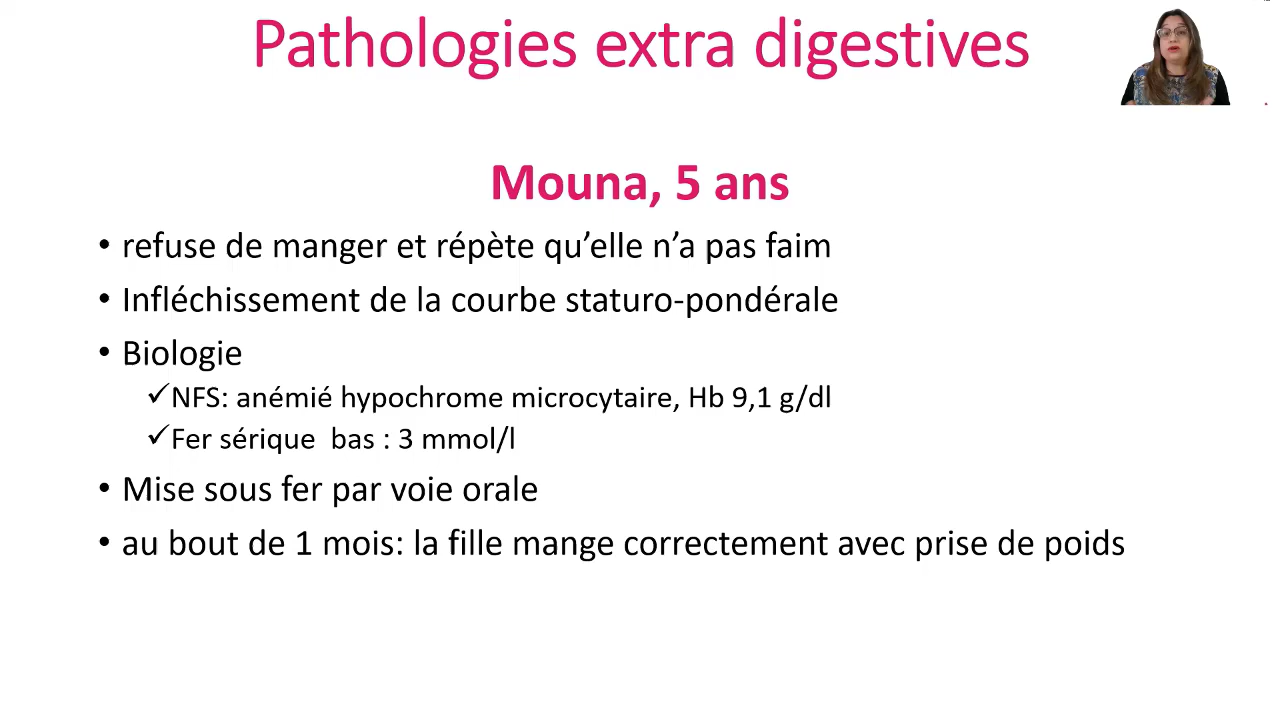 Pathologies extra digestives
Mouna, 5 ans
• refuse de manger et répète qu’elle n’a pas faim
• Infléchissement de la courbe staturo-pondérale
• Biologie
✓NFS: anémié hypochrome microcytaire, Hb 9,1 g/dl
✓Fer sérique bas : 3 mmol/l
• Mise sous fer par voie orale
• au bout de 1 mois: la fille mange correctement avec prise de poids